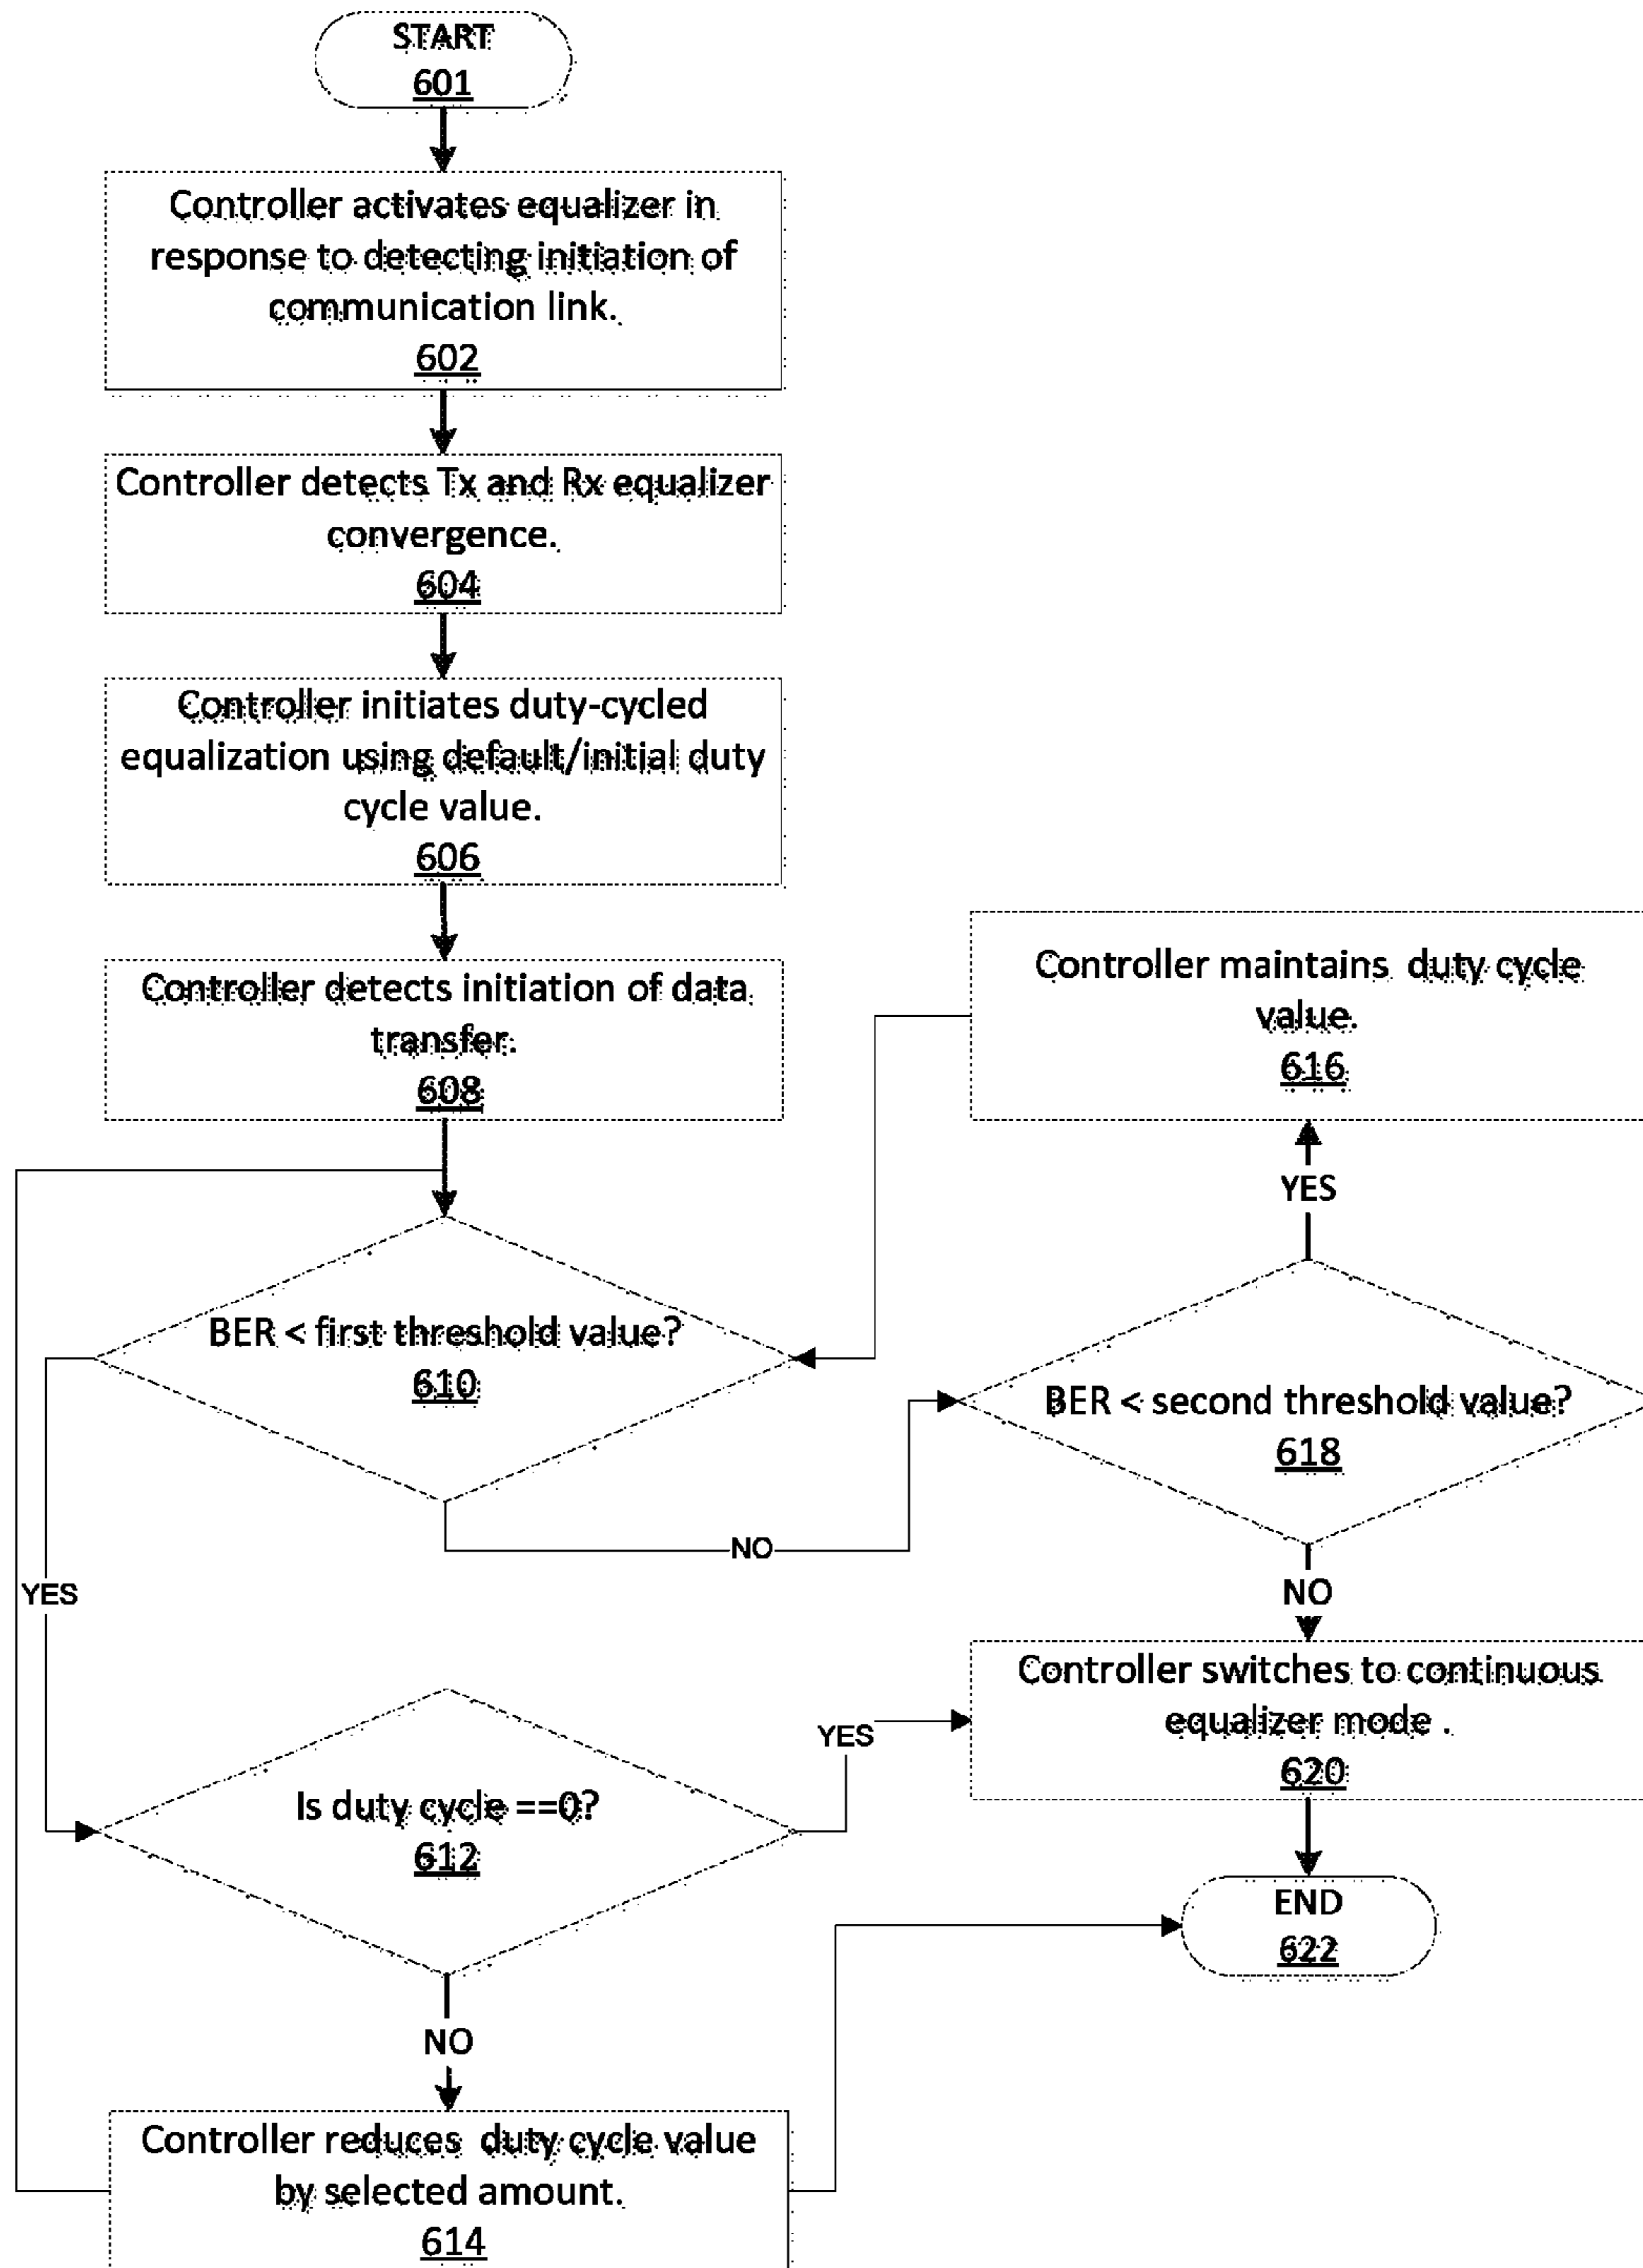 START
601
Controller activates equalizer in
response to detecting initiation of
communication link.
602
Controller detects Tx and Rx equalizer
convergence.
604
Controller initiates duty-cycled
equalization using default/initial duty
cycle value.
606
Controller detects initiation of data
transfer.
608
BER < first threshold value?
610
NO
YES
Is duty cycle ==0?
612
YES
NO
Controller reduces duty cycle value
by selected amount.
614
Controller maintains duty cycle
value.
616
YES
BER < second threshold value?
618
NO
Controller switches to continuous
equalizer mode .
620
END
622